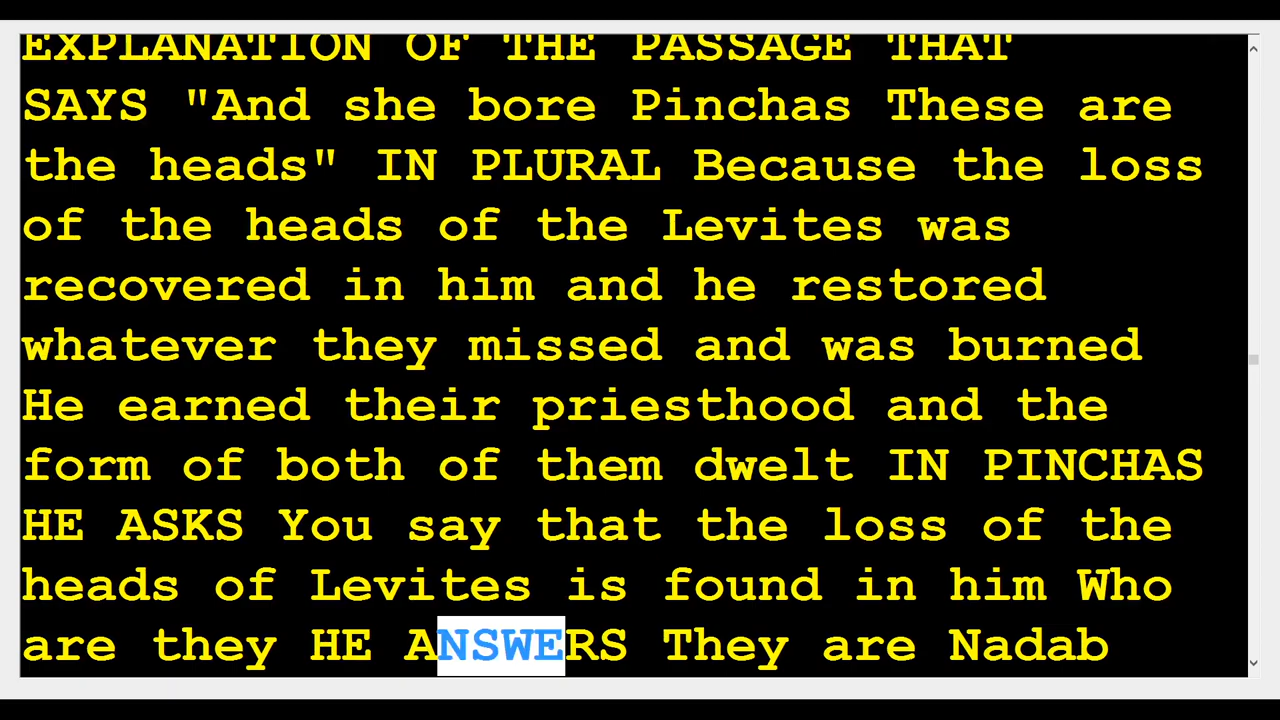 EXPLANATION OF THE PASSAGE THAT
SAYS "And she bore Pinchas These are
the heads" IN PLURAL Because the loss
of the heads of the Levites was
recovered in him and he restored
whatever they missed and was burned
He earned their priesthood and the
form of both of them dwelt IN PINCHAS
HE ASKS You say that the loss of the
heads of Levites is found in him Who
are they HE ANSWERS They are Nadab